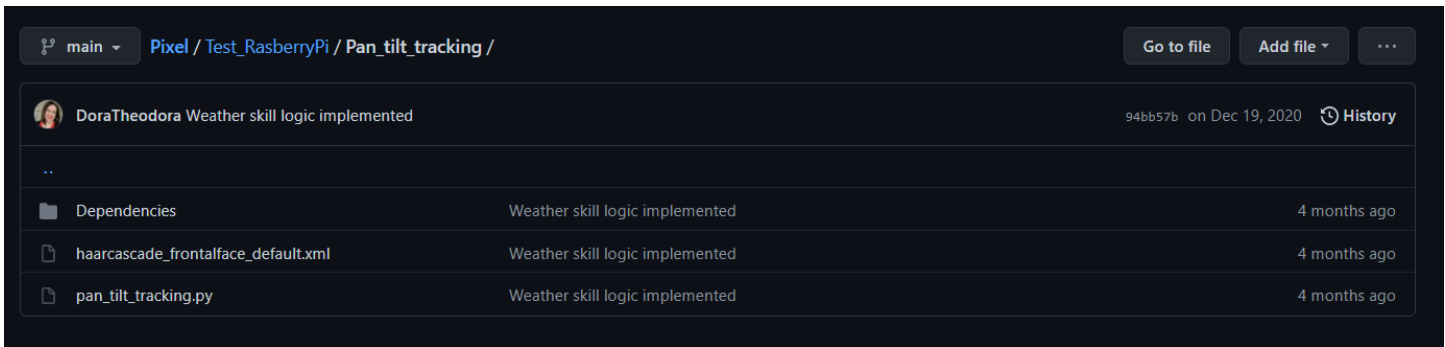 main Pixel / Test_RasberryPi / Pan_tilt_tracking / Go to file Add file ...
DoraTheodora Weather skill logic implemented 94bb57b on Dec 19, 2020 History
..
Dependencies Weather skill logic implemented 4 months ago
haarcascade_frontalface_default.xml Weather skill logic implemented 4 months ago
pan_tilt_tracking.py Weather skill logic implemented 4 months ago